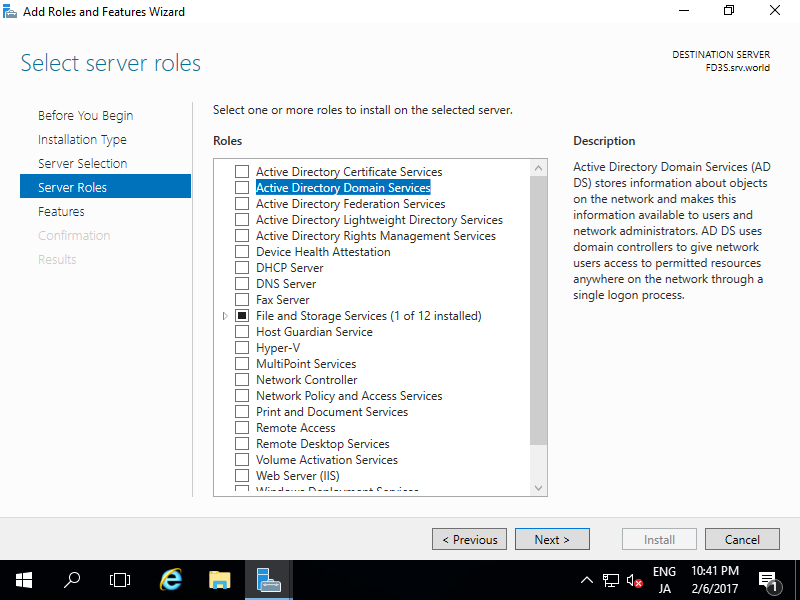 Add Roles and Features Wizard
Select server roles
DESTINATION SERVER
FD3S.srv.world
Before You Begin
Installation Type
Server Selection
Server Roles
Features
Confirmation
Results
Select one or more roles to install on the selected server.
Roles
Active Directory Certificate Services
Active Directory Domain Services
Active Directory Federation Services
Active Directory Lightweight Directory Services
Active Directory Rights Management Services
Device Health Attestation
DHCP Server
DNS Server
Fax Server
File and Storage Services (1 of 12 installed)
Host Guardian Service
Hyper-V
MultiPoint Services
Network Controller
Network Policy and Access Services
Print and Document Services
Remote Access
Remote Desktop Services
Volume Activation Services
Web Server (IIS)
Windows Deployment Services
Description
Active Directory Domain Services (AD
DS) stores information about objects
on the network and makes this
information available to users and
network administrators. AD DS uses
domain controllers to give network
users access to permitted resources
anywhere on the network through a
single logon process.
< Previous
Next >
Install
Cancel
ENG
JA
10:41 PM
2/6/2017
1